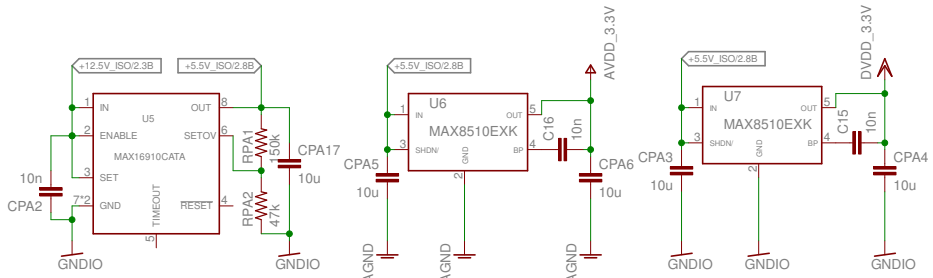 +12.5V_ISO/2.3B
+5.5V_ISO/2.8B
1 IN
OUT 8
U5
2 ENABLE
SETOV 6
MAX16910CATA
3 SET
7*2 GND
RESET 4
TIMEOUT
5
10n
CPA2
RPA1
150k
RPA2
47k
CPA17
10u
GNDIO
GNDIO
+5.5V_ISO/2.8B
AVDD_3.3V
U6
1 IN
OUT 5
MAX8510EXK
3 SHDN/
BP 4
GND
2
C16
10n
CPA5
10u
CPA6
10u
AGND
AGND
AGND
+5.5V_ISO/2.8B
DVDD_3.3V
U7
1 IN
OUT 5
MAX8510EXK
3 SHDN/
BP 4
GND
2
C15
10n
CPA3
10u
CPA4
10u
GNDIO
GNDIO
GNDIO